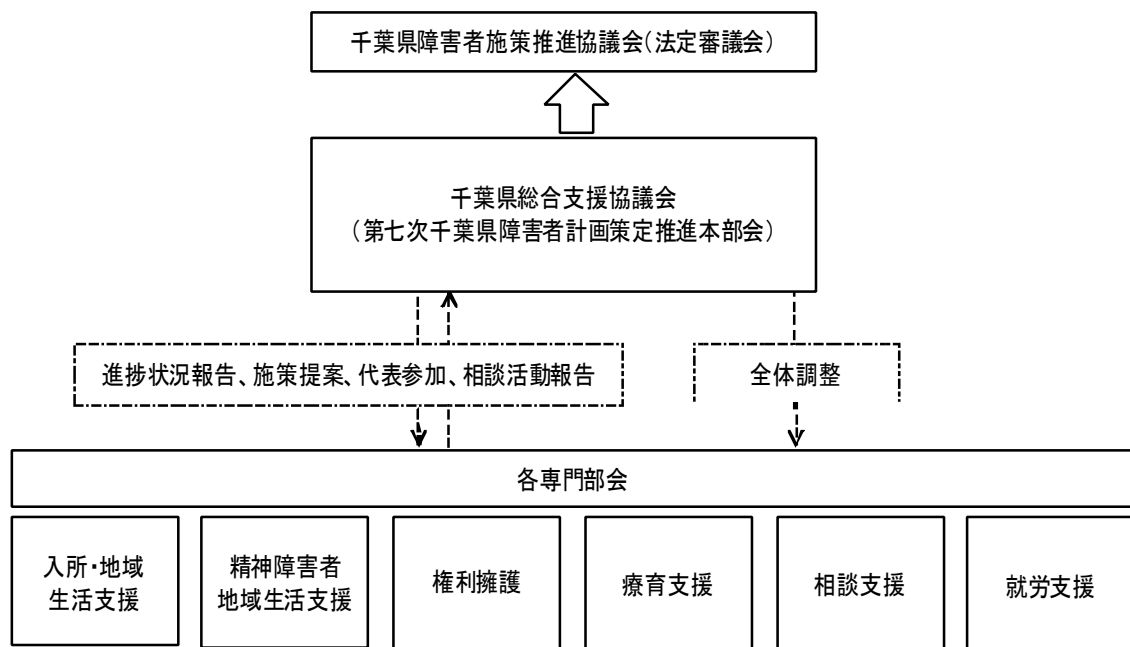 千葉県障害者施策推進協議会(法定審議会)
千葉県総合支援協議会
(第七次千葉県障害者計画策定推進本部会)
進捗状況報告、施策提案、代表参加、相談活動報告
全体調整
各専門部会
入所・地域
生活支援
精神障害者
地域生活支援
権利擁護
療育支援
相談支援
就労支援